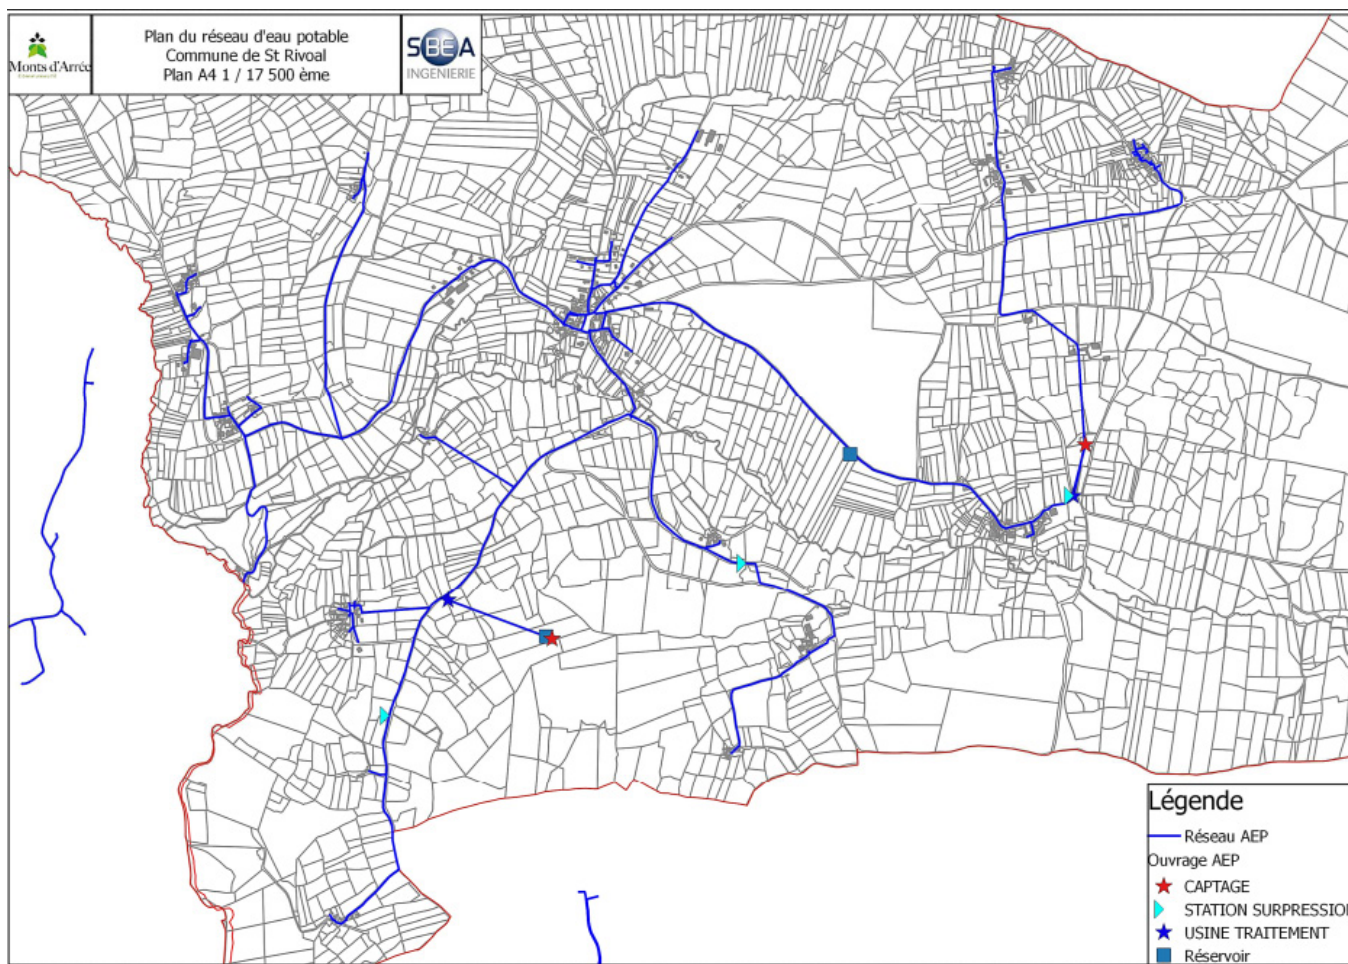 Monts d'Arrée
Plan du réseau d'eau potable
Commune de St Rivoal
Plan A4 1 / 17 500 ème
SBEA
INGENIERIE
Légende
Réseau AEP
Ouvrage AEP
CAPTAGE
STATION SURPRESSION
USINE TRAITEMENT
Réservoir